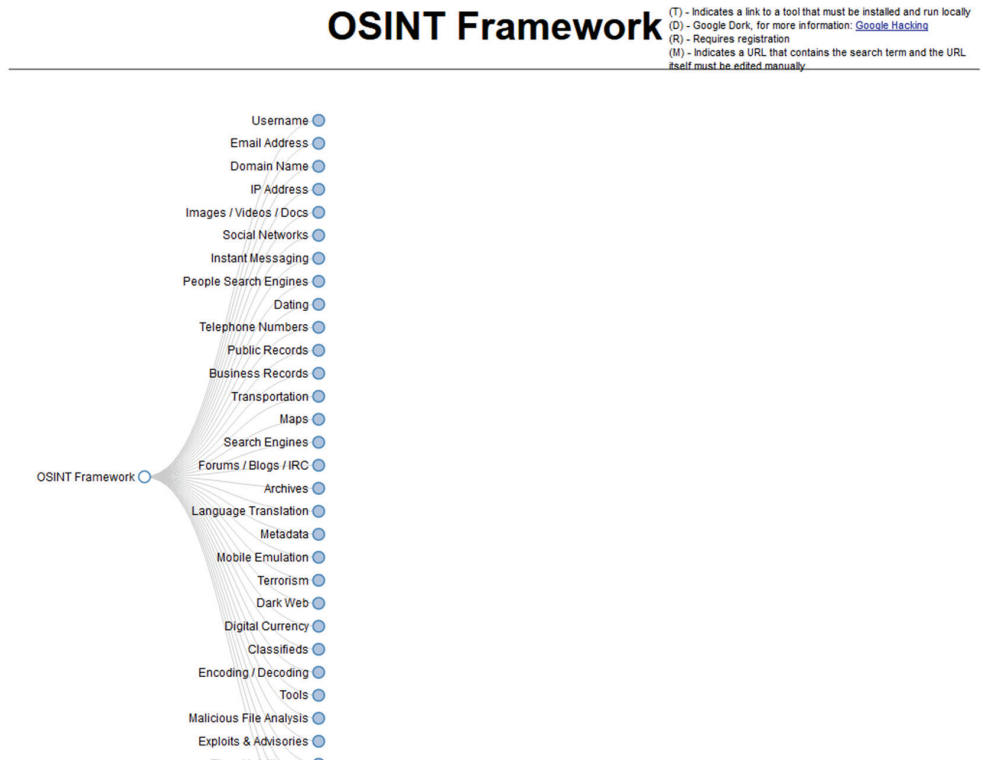 OSINT Framework
(T) - Indicates a link to a tool that must be installed and run locally
(D) - Google Dork, for more information: Google Hacking
(R) - Requires registration
(M) - Indicates a URL that contains the search term and the URL
itself must be edited manually
Username
Email Address
Domain Name
IP Address
Images / Videos / Docs
Social Networks
Instant Messaging
People Search Engines
Dating
Telephone Numbers
Public Records
Business Records
Transportation
Maps
Search Engines
Forums / Blogs / IRC
OSINT Framework
Archives
Language Translation
Metadata
Mobile Emulation
Terrorism
Dark Web
Digital Currency
Classifieds
Encoding / Decoding
Tools
Malicious File Analysis
Exploits & Advisories